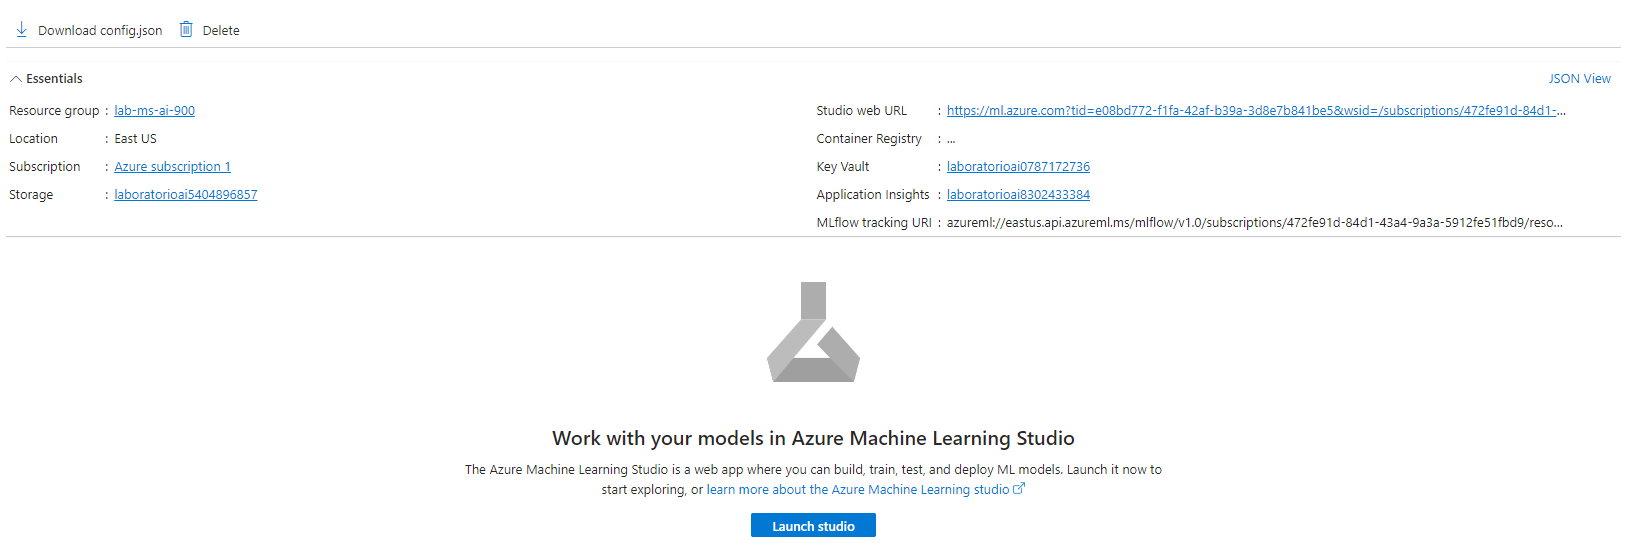 Download config.json Delete
Essentials JSON View
Resource group : lab-ms-ai-900
Location : East US
Subscription : Azure subscription 1
Storage : laboratorioai5404896857
Studio web URL : https://ml.azure.com?tid=e08bd772-f1fa-42af-b39a-3d8e7b841be5&wsid=/subscriptions/472fe91d-84d1-...
Container Registry : ...
Key Vault : laboratorioai0787172736
Application Insights : laboratorioai8302433384
MLflow tracking URI : azureml://eastus.api.azureml.ms/mlflow/v1.0/subscriptions/472fe91d-84d1-43a4-9a3a-5912fe51fbd9/reso...
Work with your models in Azure Machine Learning Studio
The Azure Machine Learning Studio is a web app where you can build, train, test, and deploy ML models. Launch it now to
start exploring, or learn more about the Azure Machine Learning studio
Launch studio